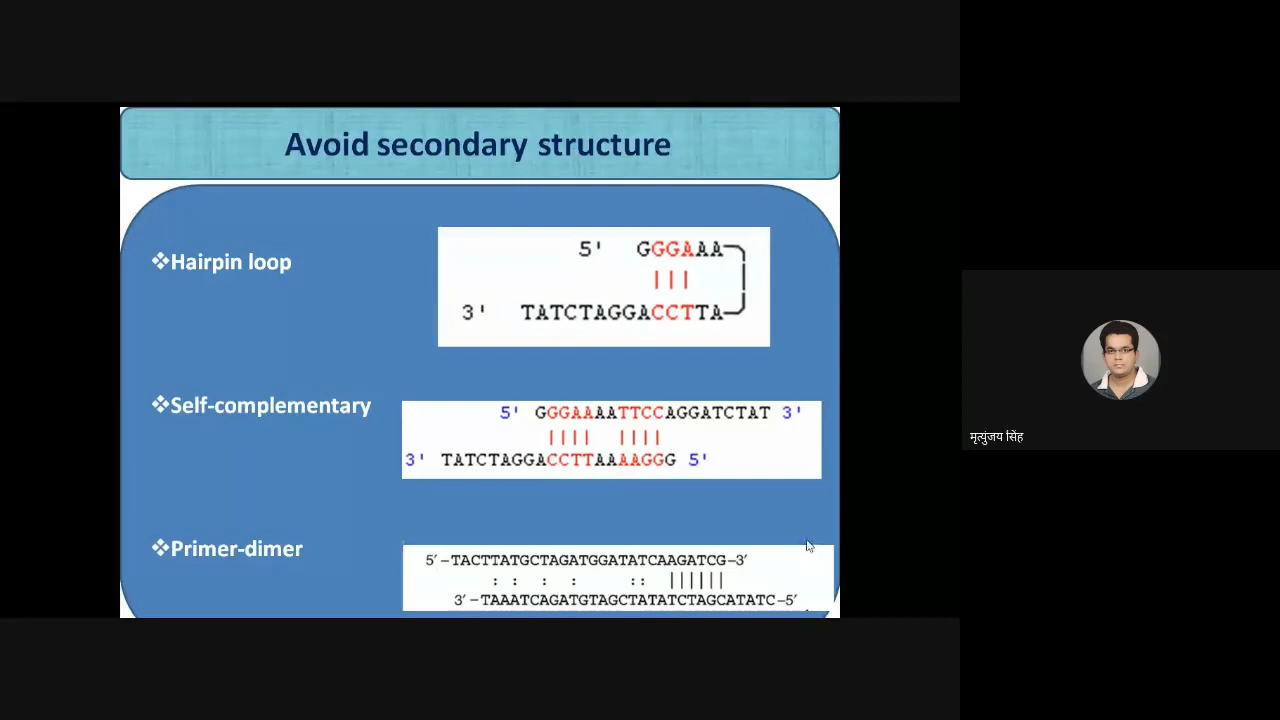 Avoid secondary structure
❖Hairpin loop
5' GGGAAA
|||
3' TATCTAGGACCTTA
❖Self-complementary
5' GGGAAAATTCCAGGATCTAT 3'
|||| ||||
3' TATCTAGGACCTTAAAAGGG 5'
❖Primer-dimer
5′–TACTTATGCTAGATGGATATCAAGATCG–3′
: : : : :: ||||||
3′–TAAATCAGATGTAGCTATATCTAGCATATC–5′
मृत्युंजय सिंह